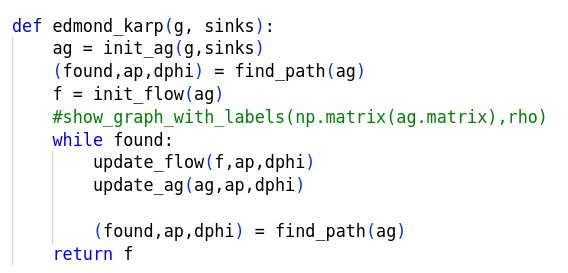 def edmond_karp(g, sinks):
    ag = init_ag(g,sinks)
    (found,ap,dphi) = find_path(ag)
    f = init_flow(ag)
    #show_graph_with_labels(np.matrix(ag.matrix),rho)
    while found:
        update_flow(f,ap,dphi)
        update_ag(ag,ap,dphi)

        (found,ap,dphi) = find_path(ag)
    return f